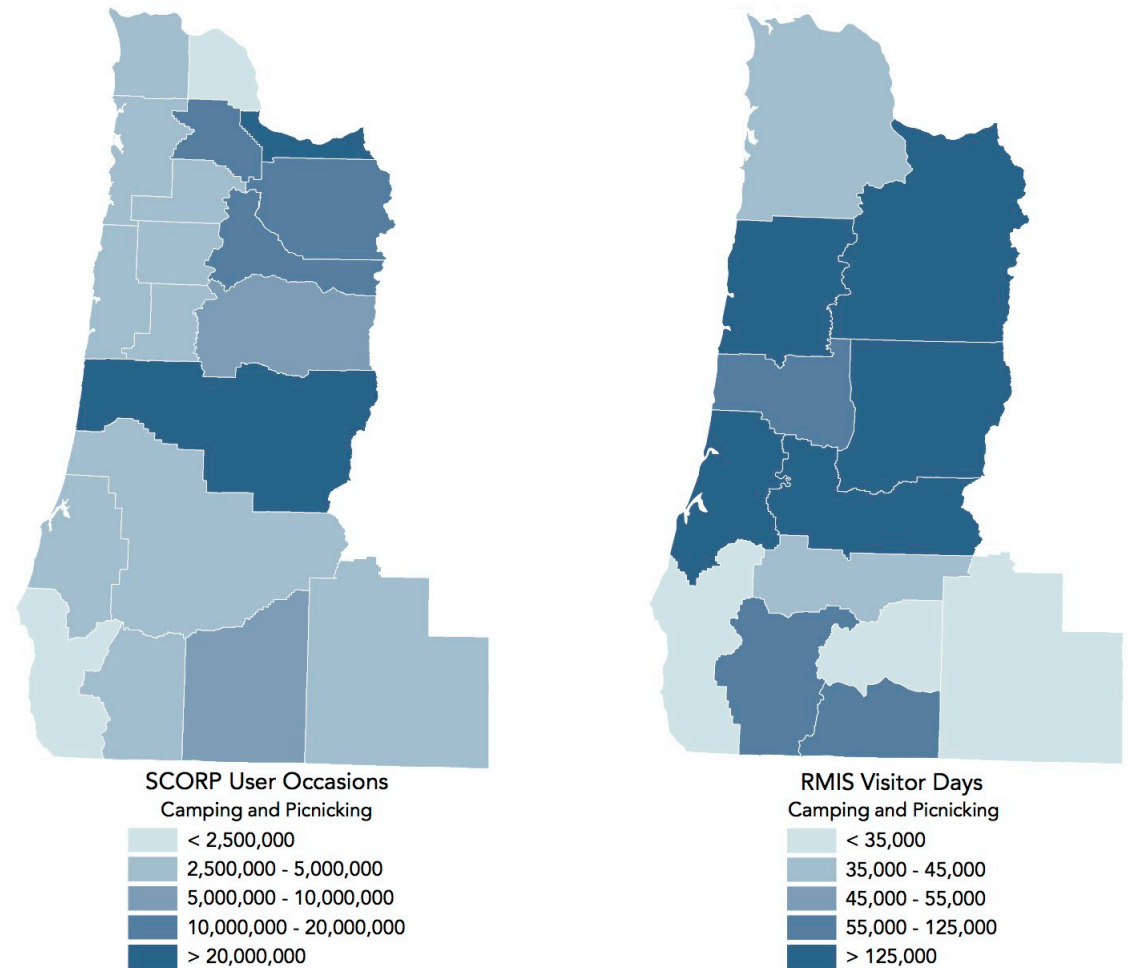 SCORP User Occasions
Camping and Picnicking
< 2,500,000
2,500,000 - 5,000,000
5,000,000 - 10,000,000
10,000,000 - 20,000,000
> 20,000,000
RMIS Visitor Days
Camping and Picnicking
< 35,000
35,000 - 45,000
45,000 - 55,000
55,000 - 125,000
> 125,000